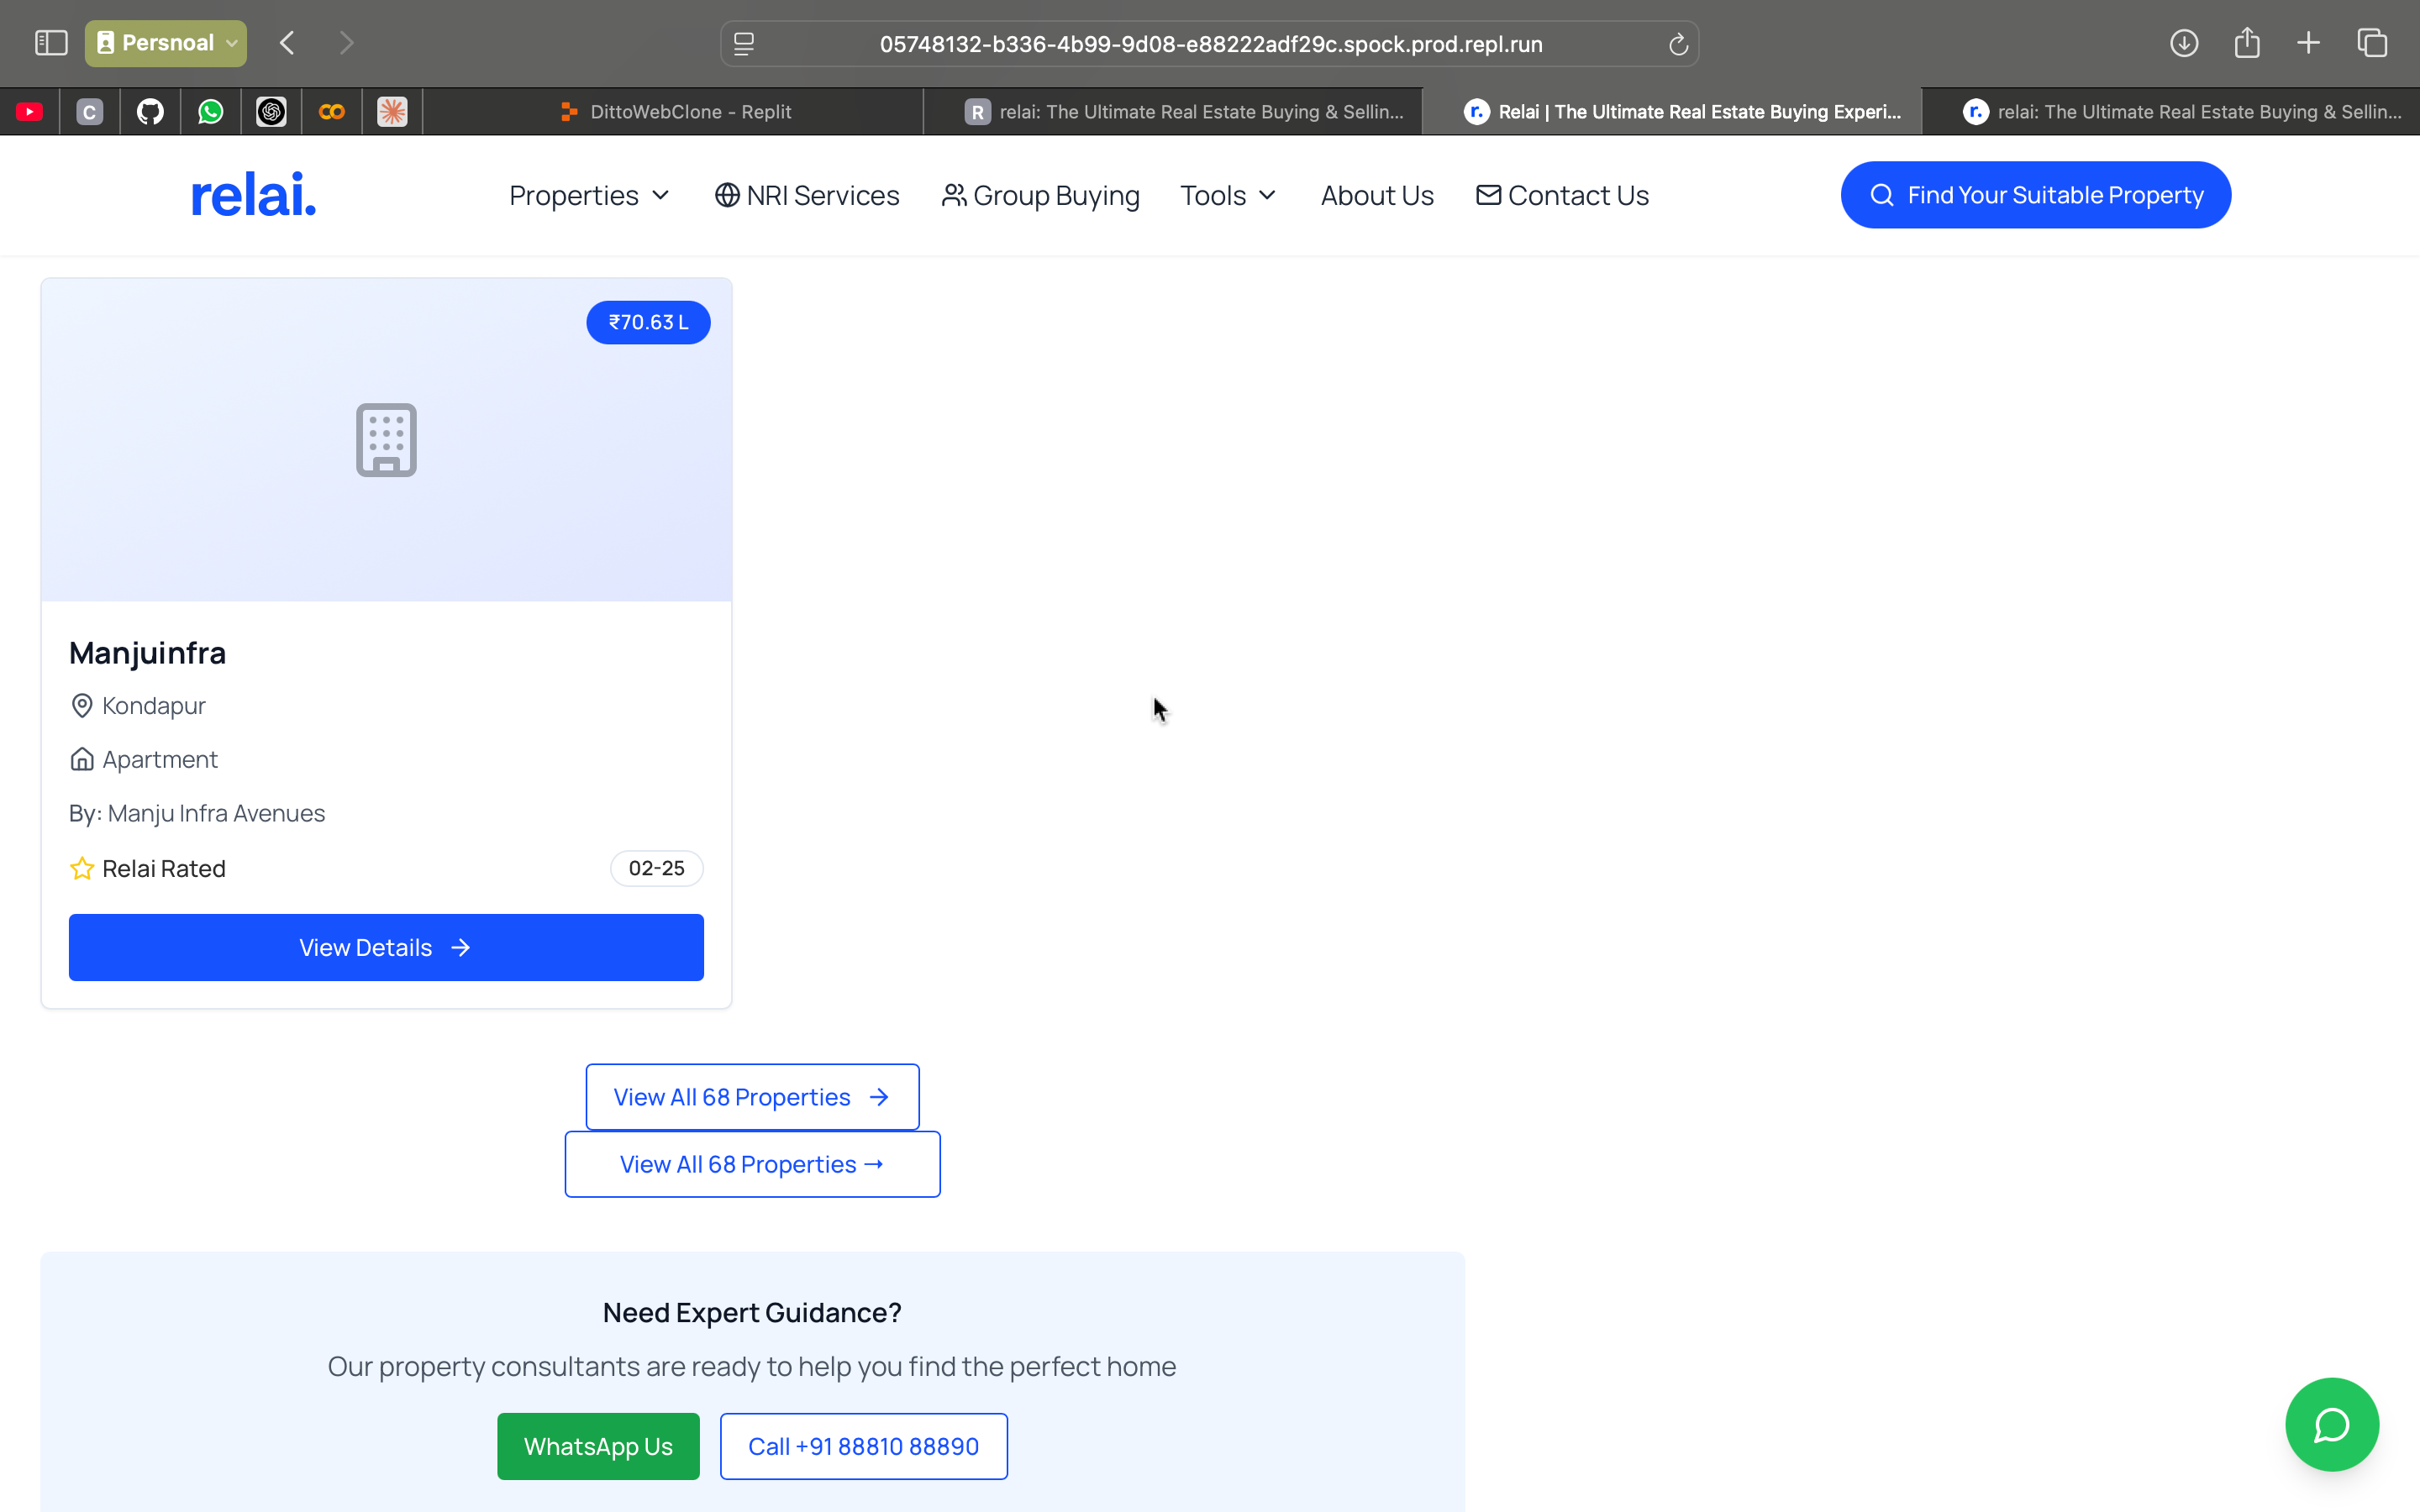 Persnoal
05748132-b336-4b99-9d08-e88222adf29c.spock.prod.repl.run
C
DittoWebClone - Replit
R relai: The Ultimate Real Estate Buying & Sellin...
r. Relai | The Ultimate Real Estate Buying Experi...
r. relai: The Ultimate Real Estate Buying & Sellin...
relai.
Properties
NRI Services
Group Buying
Tools
About Us
Contact Us
Find Your Suitable Property
₹70.63 L
Manjuinfra
Kondapur
Apartment
By: Manju Infra Avenues
Relai Rated
02-25
View Details →
View All 68 Properties →
View All 68 Properties →
Need Expert Guidance?
Our property consultants are ready to help you find the perfect home
WhatsApp Us
Call +91 88810 88890